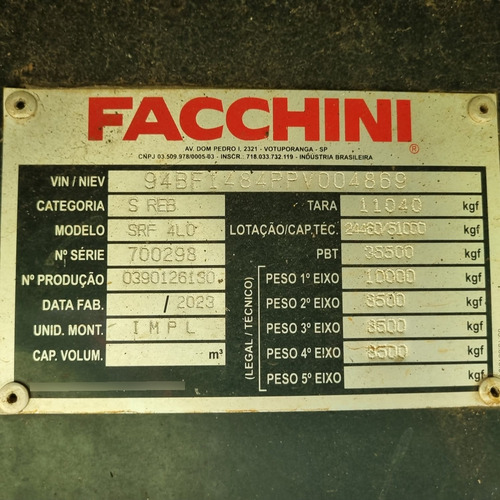 FACCHINI ®
AV. DOM PEDRO I, 2321 - VOTUPORANGA - SP
CNPJ 03.509.978/0005-03 - INSCR. 718.033.732.119 - INDÚSTRIA BRASILEIRA
VIN / NIEV
CATEGORIA S REB TARA 11040 kgf
MODELO SRF 4LO LOTAÇÃO/CAP.TÉC. 24460/51000 kgf
Nº SÉRIE 700298 PBT 35500 kgf
Nº PRODUÇÃO 0390126130 PESO 1º EIXO 10000 kgf
DATA FAB. / 2023 PESO 2º EIXO 8500 kgf
UNID. MONT. IMPL PESO 3º EIXO 8500 kgf
CAP. VOLUM. m³ PESO 4º EIXO 8500 kgf
PESO 5º EIXO kgf
(LEGAL / TÉCNICO)